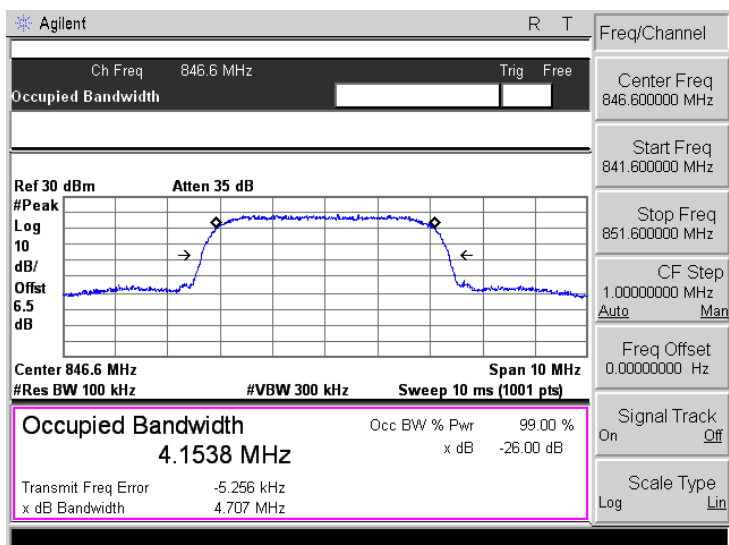 Agilent R T
Ch Freq 846.6 MHz Trig Free
Occupied Bandwidth
Ref 30 dBm Atten 35 dB
#Peak
Log
10
dB/
Offst
6.5
dB
Center 846.6 MHz Span 10 MHz
#Res BW 100 kHz #VBW 300 kHz Sweep 10 ms (1001 pts)
Occupied Bandwidth Occ BW % Pwr 99.00 %
4.1538 MHz x dB -26.00 dB
Transmit Freq Error -5.256 kHz
x dB Bandwidth 4.707 MHz
Freq/Channel
Center Freq
846.600000 MHz
Start Freq
841.600000 MHz
Stop Freq
851.600000 MHz
CF Step
1.00000000 MHz
Auto Man
Freq Offset
0.00000000 Hz
Signal Track
On Off
Scale Type
Log Lin